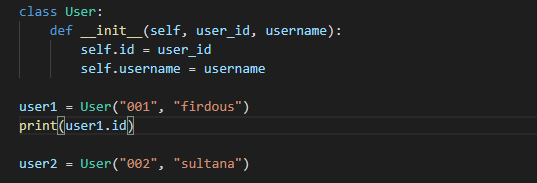 class User:
    def __init__(self, user_id, username):
        self.id = user_id
        self.username = username
user1 = User("001", "firdous")
print(user1.id)
user2 = User("002", "sultana")